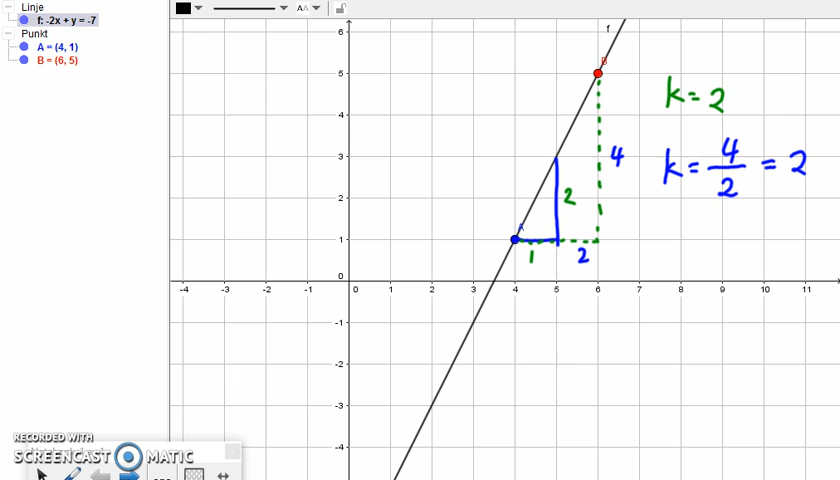 Linje
f: -2x + y = -7
Punkt
A = (4, 1)
B = (6, 5)
AA
f
B
A
k = 2
k = 4/2 = 2
4
2
1
2
6
5
4
3
2
1
0
-1
-2
-3
-4
-4 -3 -2 -1 0 1 2 3 4 5 6 7 8 9 10 11
RECORDED WITH
SCREENCAST MATIC